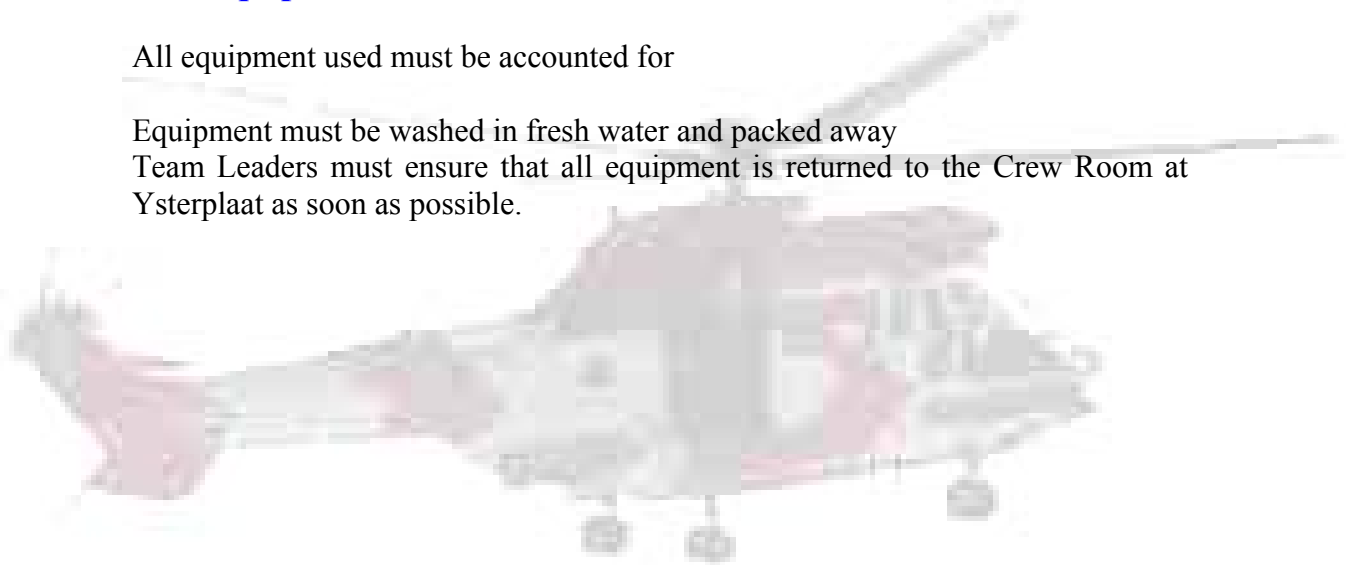 All equipment used must be accounted for
Equipment must be washed in fresh water and packed away
Team Leaders must ensure that all equipment is returned to the Crew Room at
Ysterplaat as soon as possible.